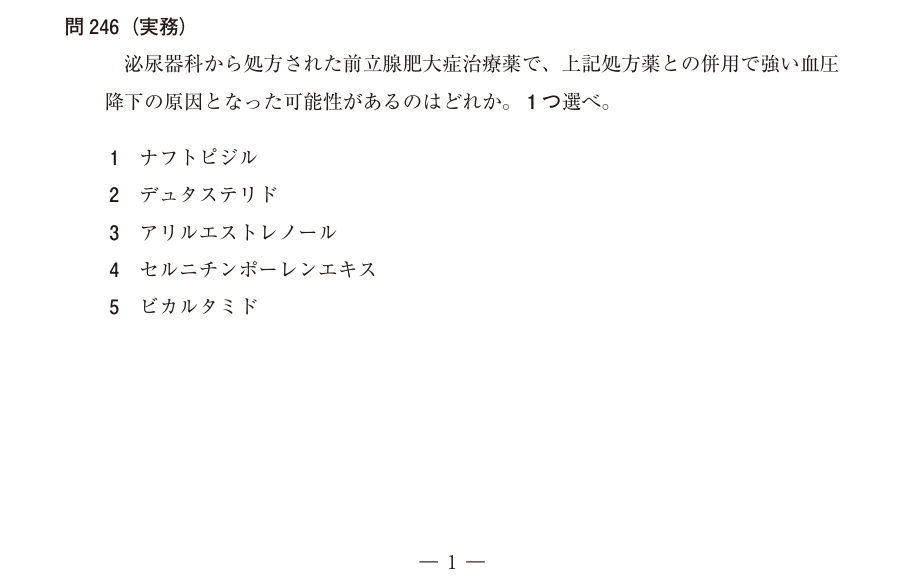 問 246（実務）
泌尿器科から処方された前立腺肥大症治療薬で、上記処方薬との併用で強い血圧
降下の原因となった可能性があるのはどれか。1つ選べ。
1 ナフトピジル
2 デュタステリド
3 アリルエストレノール
4 セルニチンポーレンエキス
5 ビカルタミド
— 1 —